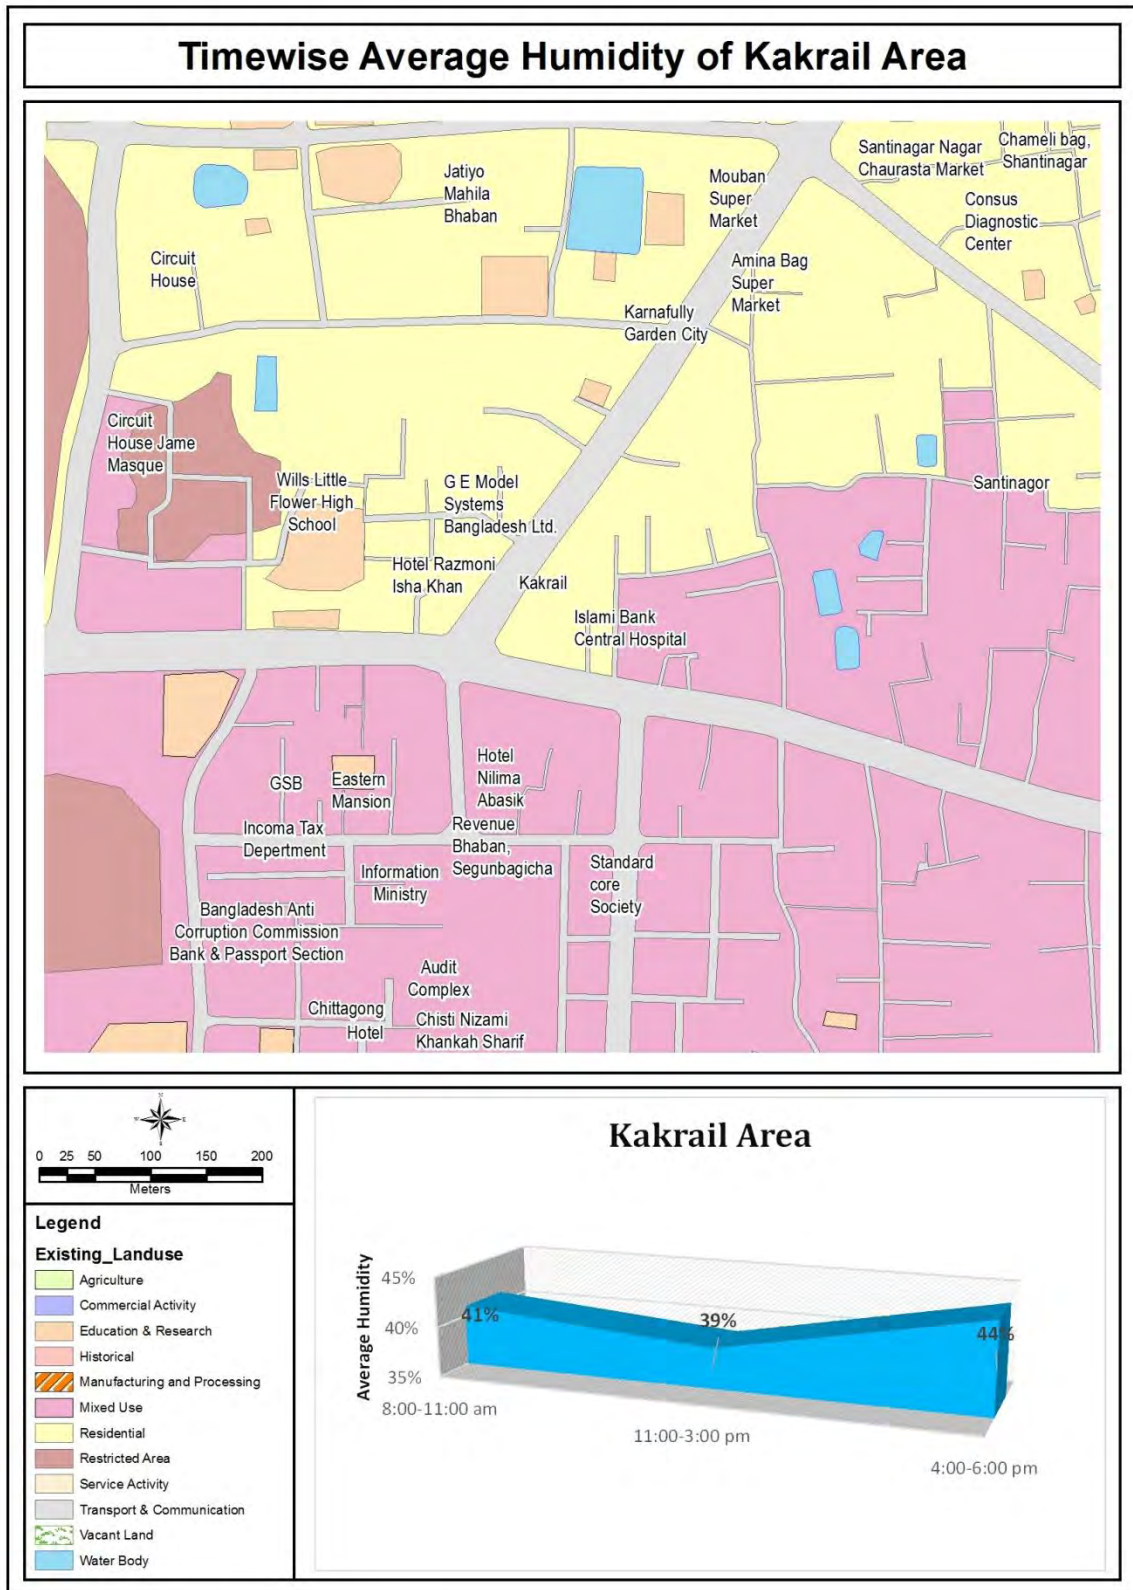 Timewise Average Humidity of Kakrail Area
Santinagar Nagar
Chaurasta Market
Chameli bag,
Shantinagar
Jatiyo
Mahila
Bhaban
Mouban
Super
Market
Consus
Diagnostic
Center
Circuit
House
Amina Bag
Super
Market
Karnafully
Garden City
Circuit
House Jame
Masque
Wills Little
Flower High
School
G E Model
Systems
Bangladesh Ltd.
Santinagor
Hotel Razmoni
Isha Khan
Kakrail
Islami Bank
Central Hospital
Hotel
Nilima
Abasik
GSB
Eastern
Mansion
Incoma Tax
Depertment
Revenue
Bhaban,
Segunbagicha
Information
Ministry
Standard
core
Society
Bangladesh Anti
Corruption Commission
Bank & Passport Section
Audit
Complex
Chittagong
Hotel
Chisti Nizami
Khankah Sharif
N
W E
S
0 25 50 100 150 200
Meters
Legend
Existing_Landuse
Agriculture
Commercial Activity
Education & Research
Historical
Manufacturing and Processing
Mixed Use
Residential
Restricted Area
Service Activity
Transport & Communication
Vacant Land
Water Body
Kakrail Area
Average Humidity
45%
40%
35%
41%
39%
44%
8:00-11:00 am
11:00-3:00 pm
4:00-6:00 pm